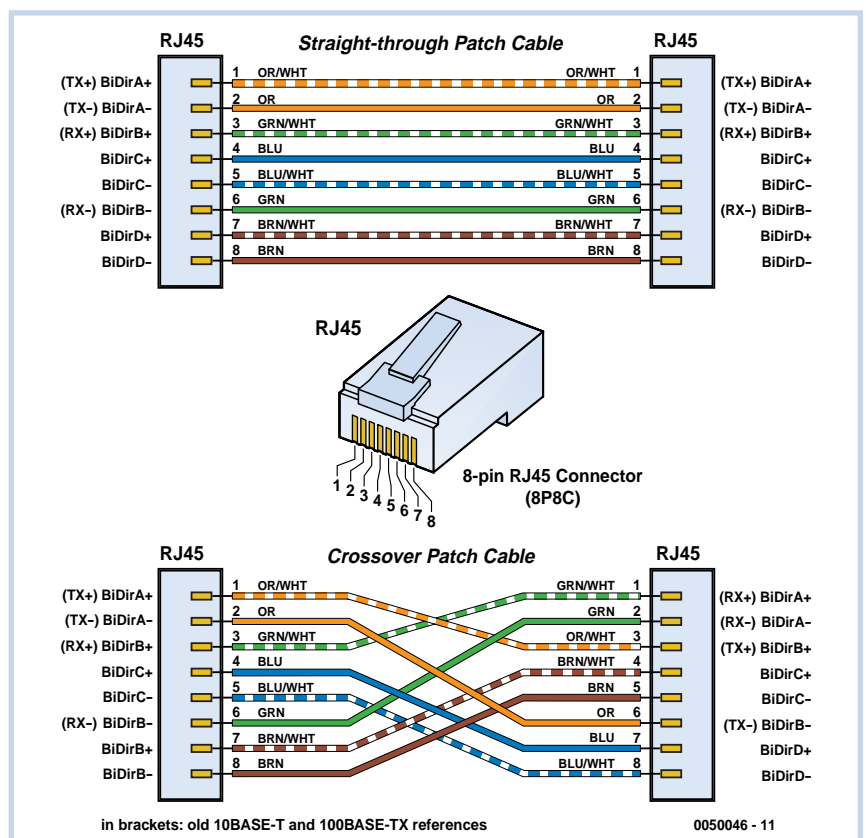 RJ45 Straight-through Patch Cable RJ45
(TX+) BiDirA+ 1 OR/WHT OR/WHT 1 (TX+) BiDirA+
(TX–) BiDirA– 2 OR OR 2 (TX–) BiDirA–
(RX+) BiDirB+ 3 GRN/WHT GRN/WHT 3 (RX+) BiDirB+
BiDirC+ 4 BLU BLU 4 BiDirC+
BiDirC– 5 BLU/WHT BLU/WHT 5 BiDirC–
(RX–) BiDirB– 6 GRN GRN 6 (RX–) BiDirB–
BiDirD+ 7 BRN/WHT BRN/WHT 7 BiDirD+
BiDirD– 8 BRN BRN 8 BiDirD–
RJ45
1 2 3 4 5 6 7 8
8-pin RJ45 Connector
(8P8C)
RJ45 Crossover Patch Cable RJ45
(TX+) BiDirA+ 1 OR/WHT GRN/WHT 1 (RX+) BiDirA+
(TX–) BiDirA– 2 OR GRN 2 (RX–) BiDirA–
(RX+) BiDirB+ 3 GRN/WHT OR/WHT 3 (TX+) BiDirB+
BiDirC+ 4 BLU BRN/WHT 4 BiDirC+
BiDirC– 5 BLU/WHT BRN 5 BiDirC–
(RX–) BiDirB– 6 GRN OR 6 (TX–) BiDirB–
BiDirB+ 7 BRN/WHT BLU 7 BiDirD+
BiDirB– 8 BRN BLU/WHT 8 BiDirD–
in brackets: old 10BASE-T and 100BASE-TX references 0050046 - 11